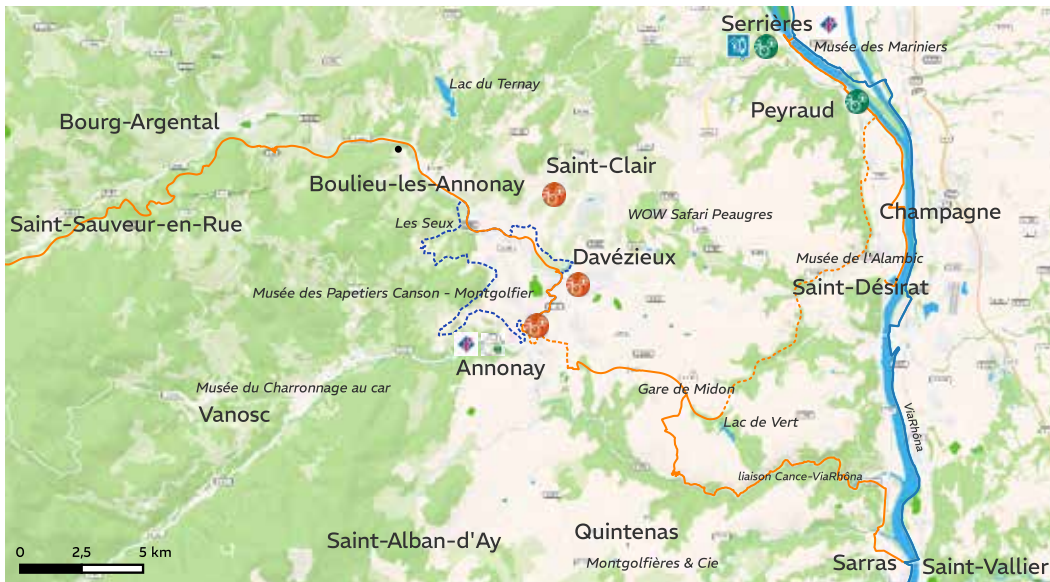 Serrières
Musée des Mariniers
Lac du Ternay
Peyraud
Bourg-Argental
Saint-Clair
Boulieu-les-Annonay
WOW Safari Peaugres
Champagne
Saint-Sauveur-en-Rue
Les Seux
Davézieux
Musée de l'Alambic
Saint-Désirat
Musée des Papetiers Canson - Montgolfier
Annonay
Musée du Charronnage au car
Gare de Midon
Vanosc
Lac de Vert
ViaRhôna
liaison Cance-ViaRhôna
Quintenas
Saint-Alban-d'Ay
Montgolfières & Cie
Sarras
Saint-Vallier
0 2,5 5 km